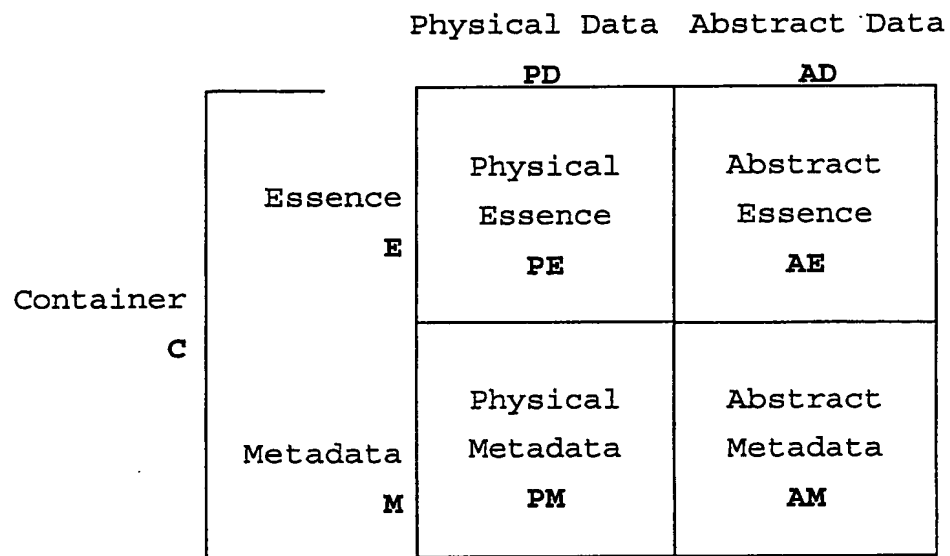 Physical Data Abstract Data
PD AD
Essence
E
Physical
Essence
PE
Abstract
Essence
AE
Container
C
Metadata
M
Physical
Metadata
PM
Abstract
Metadata
AM